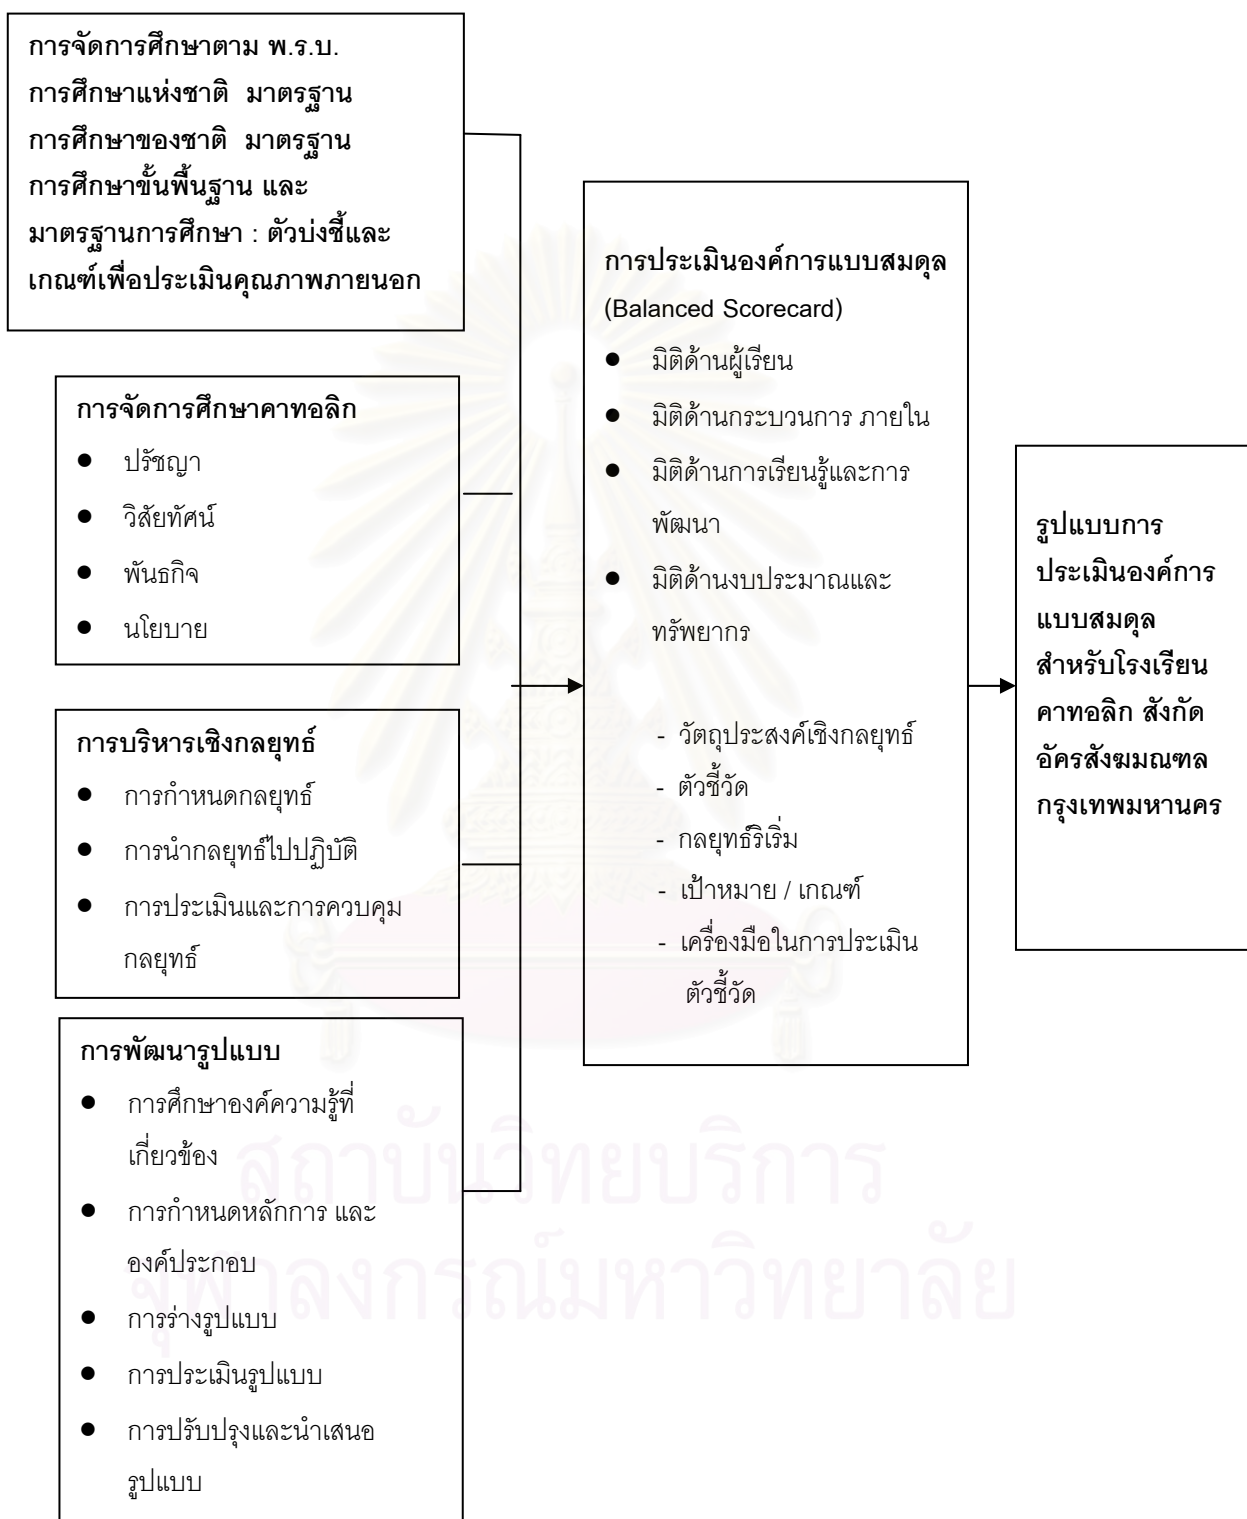 การจัดการศึกษาตาม พ.ร.บ.
การศึกษาแห่งชาติ มาตรฐาน
การศึกษาของชาติ มาตรฐาน
การศึกษาขั้นพื้นฐาน และ
มาตรฐานการศึกษา : ตัวบ่งชี้และ
เกณฑ์เพื่อประเมินคุณภาพภายนอก
การจัดการศึกษาคาทอลิก
● ปรัชญา
● วิสัยทัศน์
● พันธกิจ
● นโยบาย
การบริหารเชิงกลยุทธ์
● การกำหนดกลยุทธ์
● การนำกลยุทธ์ไปปฏิบัติ
● การประเมินและการควบคุม
กลยุทธ์
การพัฒนารูปแบบ
● การศึกษาองค์ความรู้ที่
เกี่ยวข้อง
● การกำหนดหลักการ และ
องค์ประกอบ
● การร่างรูปแบบ
● การประเมินรูปแบบ
● การปรับปรุงและนำเสนอ
รูปแบบ
การประเมินองค์การแบบสมดุล
(Balanced Scorecard)
● มิติด้านผู้เรียน
● มิติด้านกระบวนการ ภายใน
● มิติด้านการเรียนรู้และการ
พัฒนา
● มิติด้านงบประมาณและ
ทรัพยากร
- วัตถุประสงค์เชิงกลยุทธ์
- ตัวชี้วัด
- กลยุทธ์ริเริ่ม
- เป้าหมาย / เกณฑ์
- เครื่องมือในการประเมิน
ตัวชี้วัด
รูปแบบการ
ประเมินองค์การ
แบบสมดุล
สำหรับโรงเรียน
คาทอลิก สังกัด
อัครสังฆมณฑล
กรุงเทพมหานคร
สถาบันวิทยบริการ
จุฬาลงกรณ์มหาวิทยาลัย